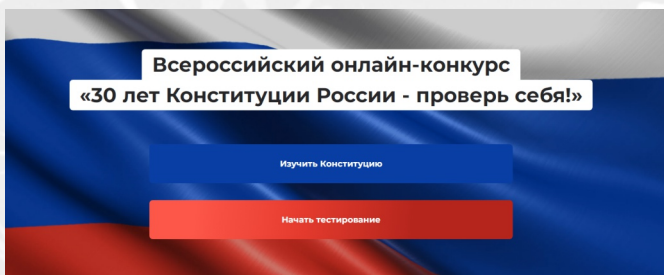 Всероссийский онлайн-конкурс
«30 лет Конституции России - проверь себя!»
Изучить Конституцию
Начать тестирование